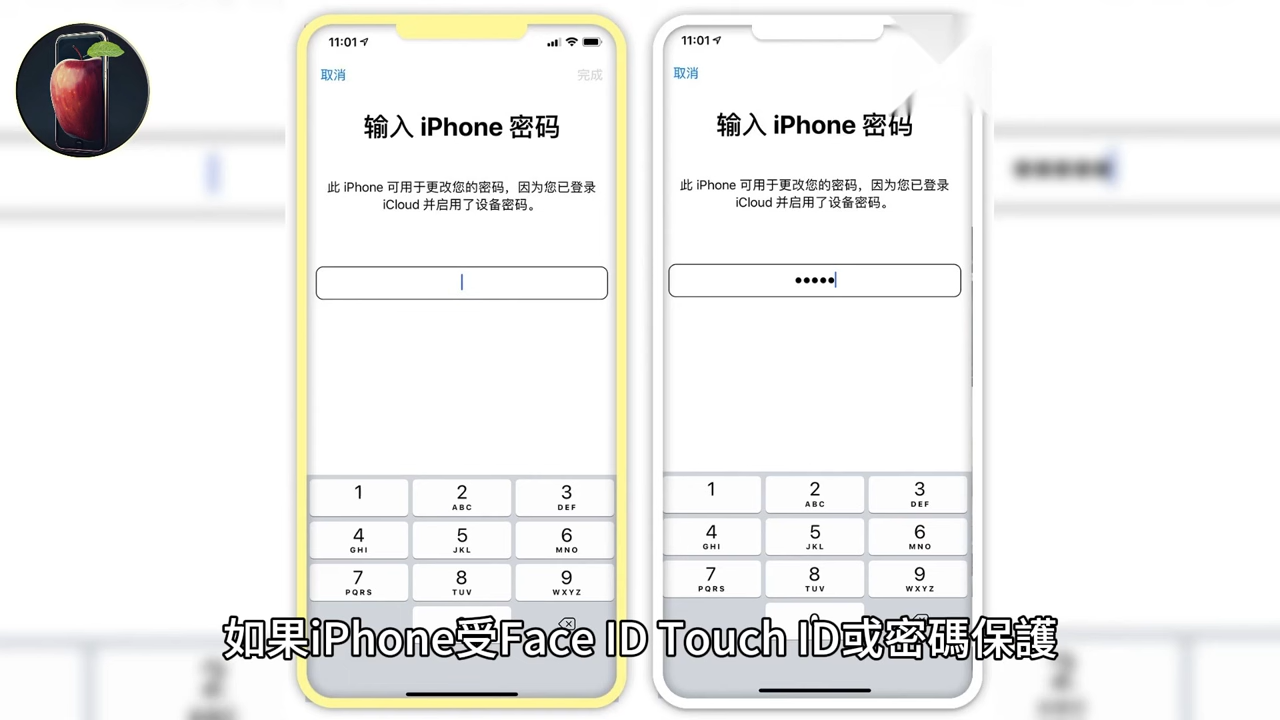 11:01
取消
完成
输入 iPhone 密码
此 iPhone 可用于更改您的密码，因为您已登录
iCloud 并启用了设备密码。
1
2
ABC
3
DEF
4
GHI
5
JKL
6
MNO
7
PQRS
8
TUV
9
WXYZ
11:01
取消
输入 iPhone 密码
此 iPhone 可用于更改您的密码，因为您已登录
iCloud 并启用了设备密码。
•••••
1
2
ABC
3
DEF
4
GHI
5
JKL
6
MNO
7
PQRS
8
TUV
9
WXYZ
如果iPhone受Face ID Touch ID或密碼保護